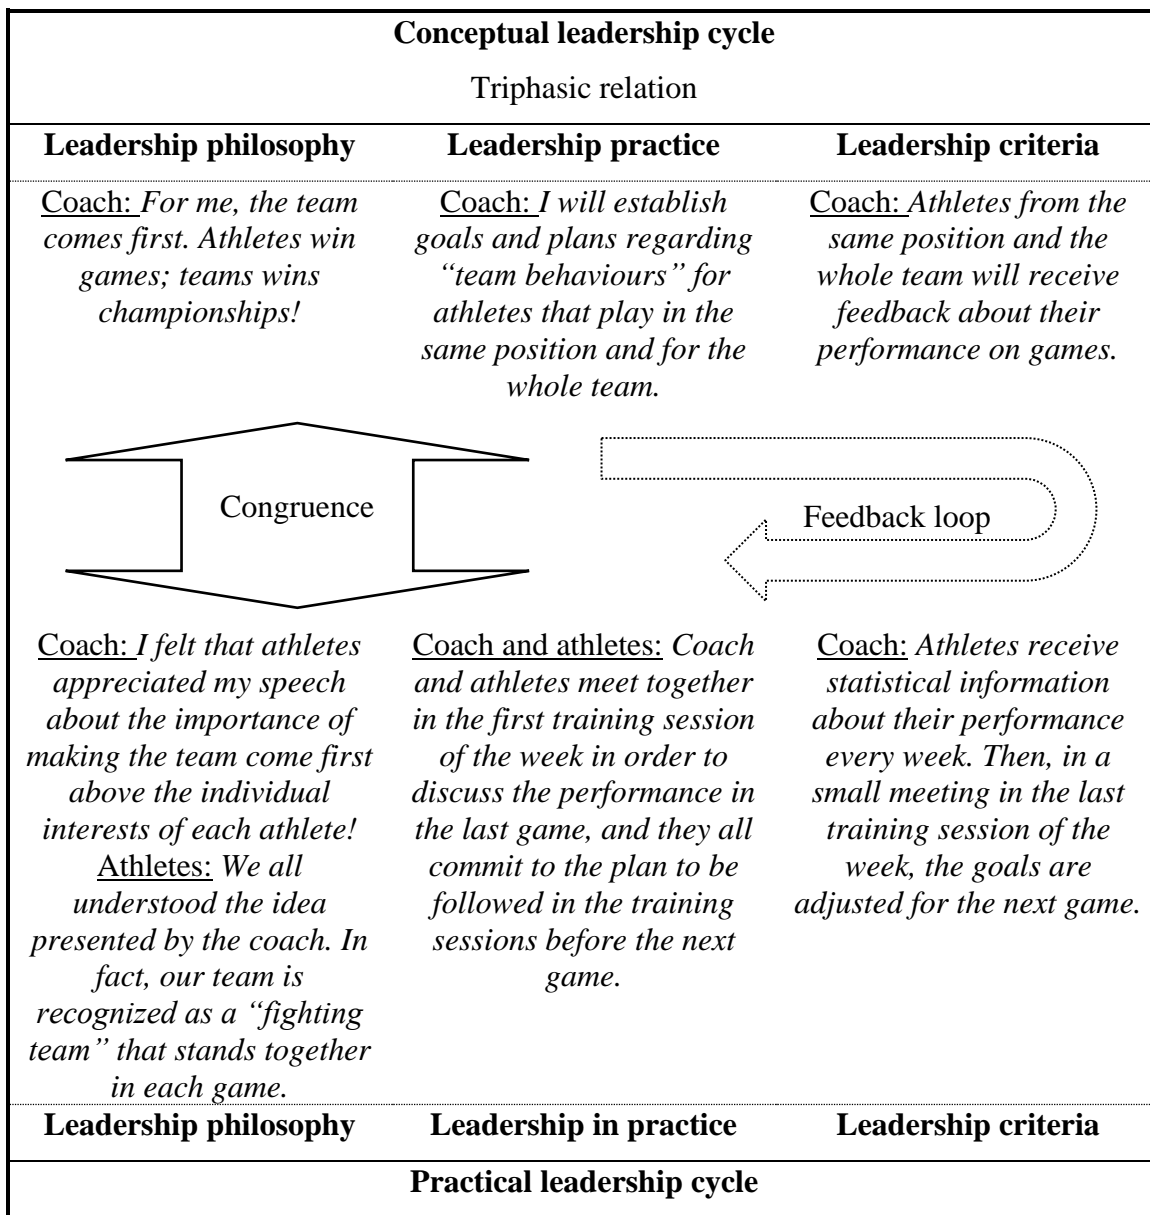 Conceptual leadership cycle
Triphasic relation
Leadership philosophy
Leadership practice
Leadership criteria
Coach: For me, the team
comes first. Athletes win
games; teams wins
championships!
Coach: I will establish
goals and plans regarding
“team behaviours” for
athletes that play in the
same position and for the
whole team.
Coach: Athletes from the
same position and the
whole team will receive
feedback about their
performance on games.
Congruence
Feedback loop
Coach: I felt that athletes
appreciated my speech
about the importance of
making the team come first
above the individual
interests of each athlete!
Athletes: We all
understood the idea
presented by the coach. In
fact, our team is
recognized as a “fighting
team” that stands together
in each game.
Coach and athletes: Coach
and athletes meet together
in the first training session
of the week in order to
discuss the performance in
the last game, and they all
commit to the plan to be
followed in the training
sessions before the next
game.
Coach: Athletes receive
statistical information
about their performance
every week. Then, in a
small meeting in the last
training session of the
week, the goals are
adjusted for the next game.
Leadership philosophy
Leadership in practice
Leadership criteria
Practical leadership cycle